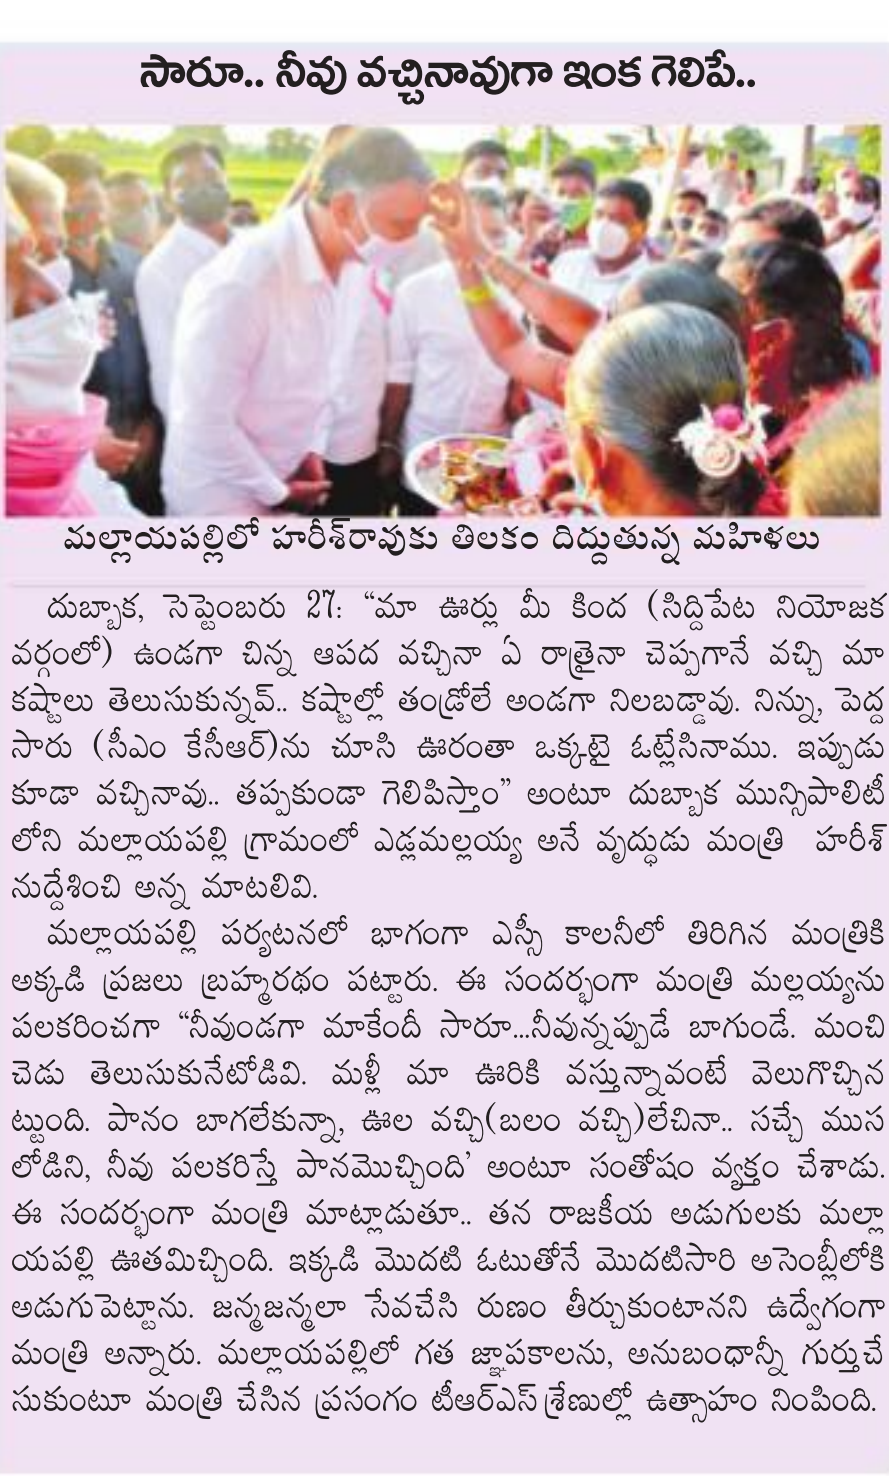 సారూ.. నీవు వచ్చినావుగా ఇంక గెలిపే..
మల్లాయపల్లిలో హరీశ్‌రావుకు తిలకం దిద్దుతున్న మహిళలు
దుబ్బాక, సెప్టెంబరు 27: “మా ఊర్లు మీ కింద (సిద్దిపేట నియోజక
వర్గంలో) ఉండగా చిన్న ఆపద వచ్చినా ఏ రాత్రైనా చెప్పగానే వచ్చి మా
కష్టాలు తెలుసుకున్నవ్.. కష్టాల్లో తండ్రోలే అండగా నిలబడ్డావు. నిన్ను, పెద్ద
సారు (సీఎం కేసీఆర్)ను చూసి ఊరంతా ఒక్కటై ఓట్లేసినాము. ఇప్పుడు
కూడా వచ్చినావు.. తప్పకుండా గెలిపిస్తాం” అంటూ దుబ్బాక మున్సిపాలిటీ
లోని మల్లాయపల్లి గ్రామంలో ఎడ్లమల్లయ్య అనే వృద్ధుడు మంత్రి హరీశ్
నుద్దేశించి అన్న మాటలివి.
మల్లాయపల్లి పర్యటనలో భాగంగా ఎస్సీ కాలనీలో తిరిగిన మంత్రికి
అక్కడి ప్రజలు బ్రహ్మరథం పట్టారు. ఈ సందర్భంగా మంత్రి మల్లయ్యను
పలకరించగా “నీవుండగా మాకేందీ సారూ...నీవున్నప్పుడే బాగుండే. మంచి
చెడు తెలుసుకునేటోడివి. మళ్లీ మా ఊరికి వస్తున్నావంటే వెలుగొచ్చిన
ట్టుంది. పానం బాగలేకున్నా, ఊల వచ్చి(బలం వచ్చి)లేచినా.. సచ్చే ముస
లోడిని, నీవు పలకరిస్తే పానమొచ్చింది’ అంటూ సంతోషం వ్యక్తం చేశాడు.
ఈ సందర్భంగా మంత్రి మాట్లాడుతూ.. తన రాజకీయ అడుగులకు మల్లా
యపల్లి ఊతమిచ్చింది. ఇక్కడి మొదటి ఓటుతోనే మొదటిసారి అసెంబ్లీలోకి
అడుగుపెట్టాను. జన్మజన్మలా సేవచేసి రుణం తీర్చుకుంటానని ఉద్వేగంగా
మంత్రి అన్నారు. మల్లాయపల్లిలో గత జ్ఞాపకాలను, అనుబంధాన్నీ గుర్తుచే
సుకుంటూ మంత్రి చేసిన ప్రసంగం టీఆర్ఎస్ శ్రేణుల్లో ఉత్సాహం నింపింది.